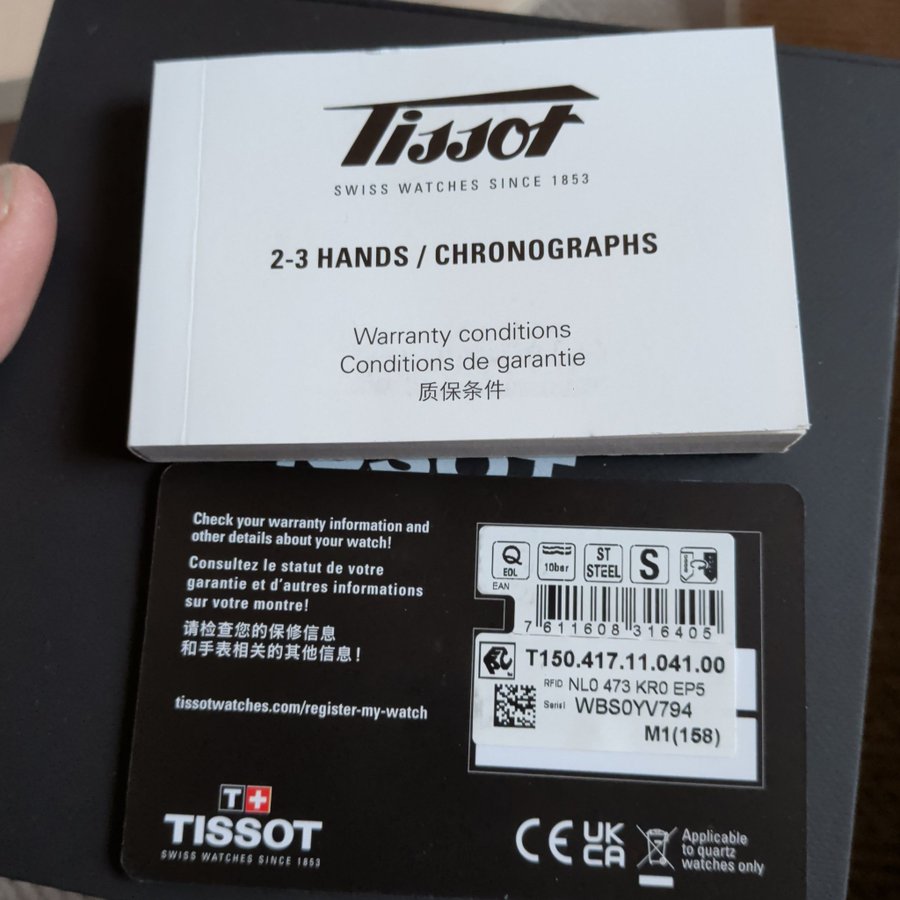 Tissot
SWISS WATCHES SINCE 1853
2-3 HANDS / CHRONOGRAPHS
Warranty conditions
Conditions de garantie
质保条件
TISSOT
Check your warranty information and
other details about your watch!
Consultez le statut de votre
garantie et d'autres informations
sur votre montre!
请检查您的保修信息
和手表相关的其他信息！
tissotwatches.com/register-my-watch
T+
TISSOT
SWISS WATCHES SINCE 1853
Q
EOL
10bar
ST
STEEL
S
EAN
7 611608 316405
T150.417.11.041.00
RFID NL0 473 KR0 EP5
Serial WBS0YV794
M1(158)
CE
UK
CA
Applicable
to quartz
watches only